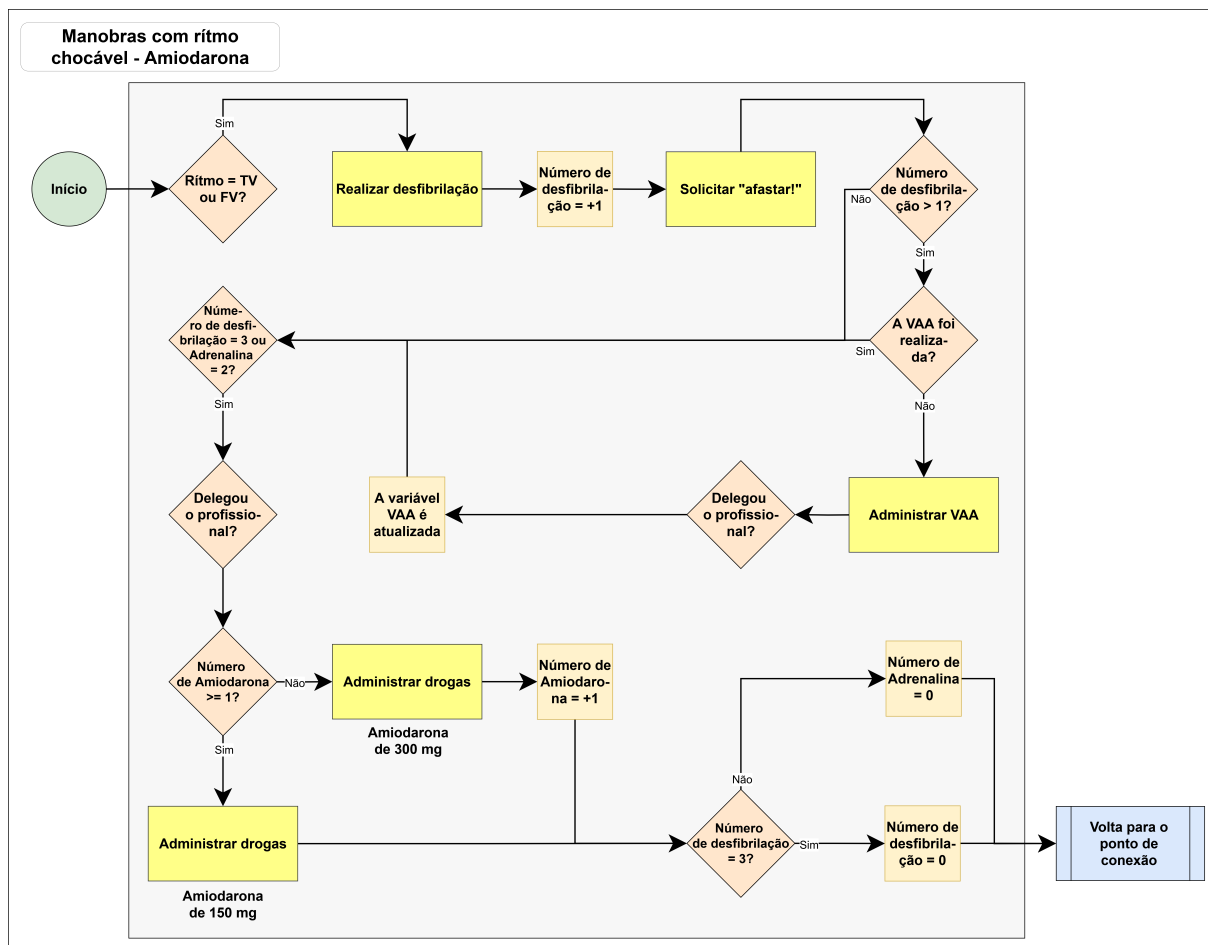 Manobras com rítmo
chocável - Amiodarona
Início
Rítmo = TV
ou FV?
Sim
Realizar desfibrilação
Número de
desfibrila-
ção = +1
Solicitar "afastar!"
Número
de desfibrila-
ção > 1?
Não
Sim
A VAA foi
realiza-
da?
Sim
Não
Núme-
ro de desfi-
brilação = 3 ou
Adrenalina
= 2?
Sim
Delegou
o profissio-
nal?
A variável
VAA é
atualizada
Delegou
o profissio-
nal?
Administrar VAA
Número
de Amiodarona
>= 1?
Não
Sim
Administrar drogas
Amiodarona
de 300 mg
Número de
Amiodaro-
na = +1
Número de
Adrenalina
= 0
Não
Administrar drogas
Amiodarona
de 150 mg
Número
de desfibrilação
= 3?
Sim
Número de
desfibrila-
ção = 0
Volta para o
ponto de
conexão